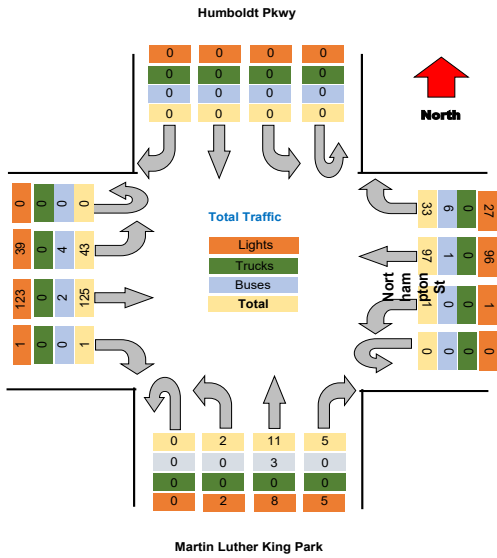 Humboldt Pkwy
0 0 0 0
0 0 0 0
0 0 0 0
0 0 0 0
North
0 0 0 0
39 0 4 43
123 0 2 125
1 0 0 1
Total Traffic
Lights
Trucks
Buses
Total
33 6 0 27
97 1 0 96
1 0 0 1
0 0 0 0
Nort
ham
pton
St
0 2 11 5
0 0 3 0
0 0 0 0
0 2 8 5
Martin Luther King Park